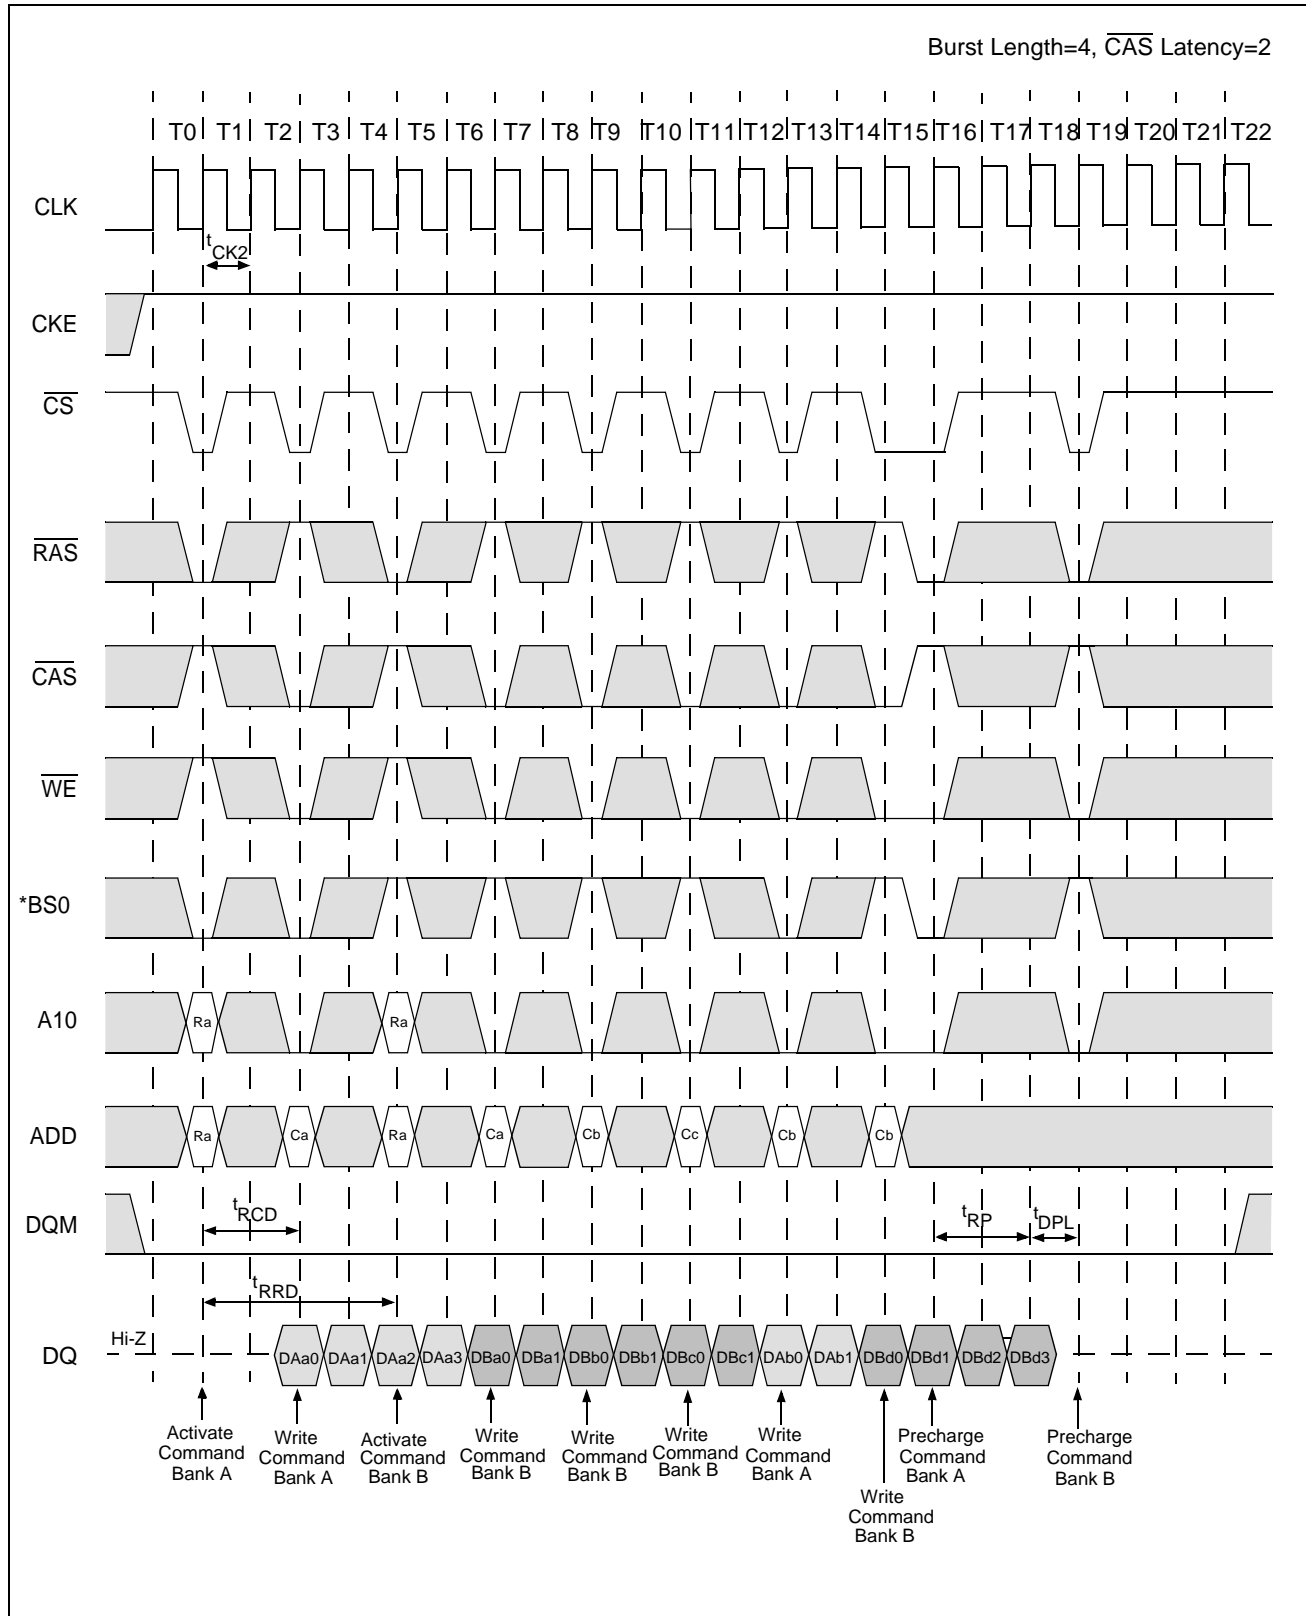 Burst Length=4, CAS Latency=2
T0 T1 T2 T3 T4 T5 T6 T7 T8 T9 T10 T11 T12 T13 T14 T15 T16 T17 T18 T19 T20 T21 T22
CLK
tCK2
CKE
CS
RAS
CAS
WE
*BS0
A10
Ra Ra
ADD
Ra Ca Ra Ca Cb Cc Cb Cb
DQM
tRCD
tRP
tDPL
tRRD
Hi-Z
DQ
DAa0 DAa1 DAa2 DAa3 DBa0 DBa1 DBb0 DBb1 DBc0 DBc1 DAb0 DAb1 DBd0 DBd1 DBd2 DBd3
Activate
Command
Bank A
Write
Command
Bank A
Activate
Command
Bank B
Write
Command
Bank B
Write
Command
Bank B
Write
Command
Bank B
Write
Command
Bank A
Write
Command
Bank B
Precharge
Command
Bank A
Precharge
Command
Bank B